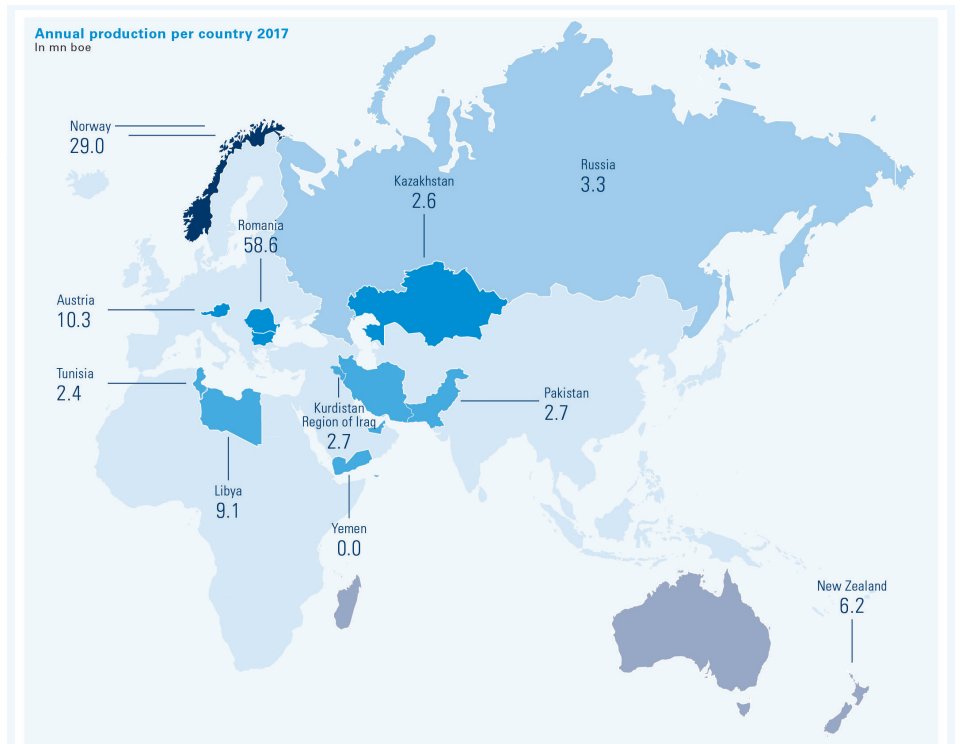 Annual production per country 2017
In mn boe
Norway
29.0
Russia
3.3
Kazakhstan
2.6
Romania
58.6
Austria
10.3
Tunisia
2.4
Pakistan
2.7
Kurdistan
Region of Iraq
2.7
Libya
9.1
Yemen
0.0
New Zealand
6.2